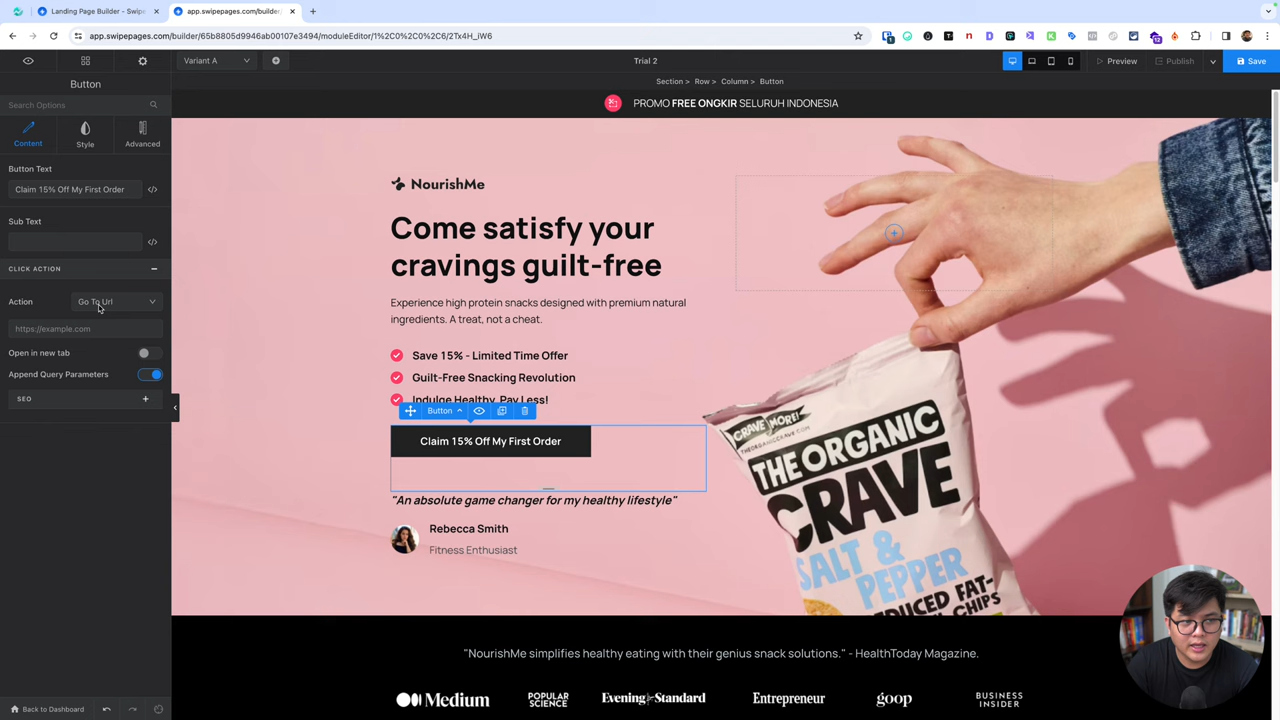 Landing Page Builder - Swipe
app.swipepages.com/builder/
app.swipepages.com/builder/65b8805d9946ab00107e3494/moduleEditor/1%2C0%2C0%2C6/2Tx4H_iW6
Variant A
Trial 2
Preview
Publish
Save
Button
Section > Row > Column > Button
Search Options
PROMO FREE ONGKIR SELURUH INDONESIA
Content
Style
Advanced
Button Text
Claim 15% Off My First Order
Sub Text
CLICK ACTION
Action
Go To Url
https://example.com
Open in new tab
Append Query Parameters
SEO
NourishMe
Come satisfy your
cravings guilt-free
Experience high protein snacks designed with premium natural
ingredients. A treat, not a cheat.
Save 15% - Limited Time Offer
Guilt-Free Snacking Revolution
Indulge Healthy, Pay Less!
Button
Claim 15% Off My First Order
"An absolute game changer for my healthy lifestyle"
Rebecca Smith
Fitness Enthusiast
CRAVE MORE!
THEORGANICCRAVE.COM
THE ORGANIC
CRAVE
SALT &
PEPPER
REDUCED FAT-
CHIPS
"NourishMe simplifies healthy eating with their genius snack solutions." - HealthToday Magazine.
Medium
POPULAR
SCIENCE
Evening Standard
Entrepreneur
goop
BUSINESS
INSIDER
Back to Dashboard